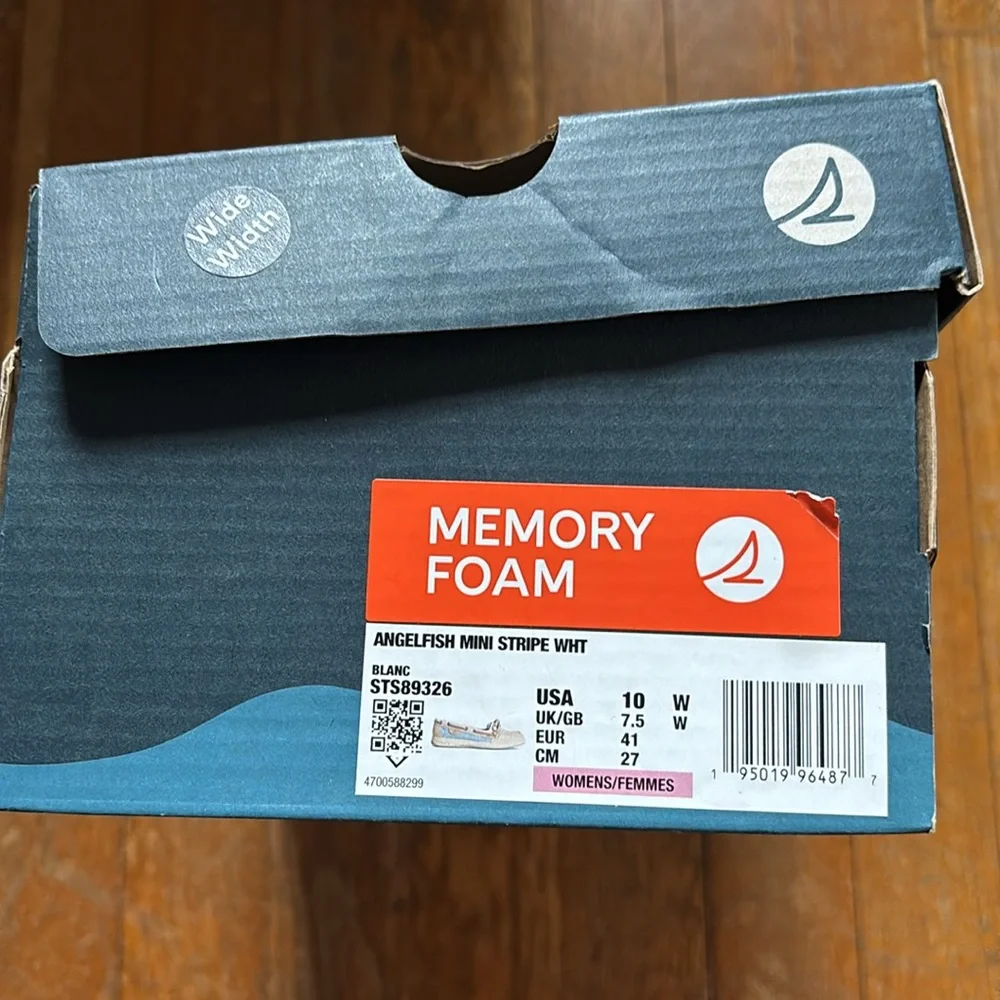 Wide
Width
MEMORY
FOAM
ANGELFISH MINI STRIPE WHT
BLANC
STS89326
USA 10 W
UK/GB 7.5 W
EUR 41
CM 27
WOMENS/FEMMES
4700588299
1 95019 96487 7